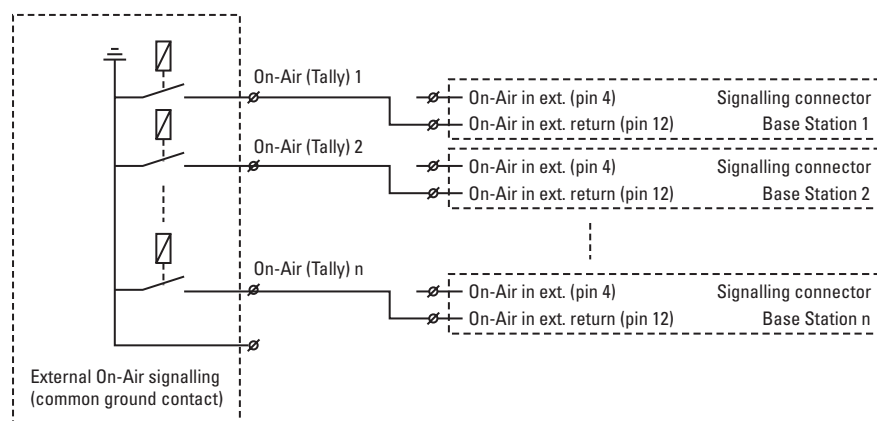 On-Air (Tally) 1
On-Air in ext. (pin 4) Signalling connector
On-Air in ext. return (pin 12) Base Station 1
On-Air (Tally) 2
On-Air in ext. (pin 4) Signalling connector
On-Air in ext. return (pin 12) Base Station 2
On-Air (Tally) n
On-Air in ext. (pin 4) Signalling connector
On-Air in ext. return (pin 12) Base Station n
External On-Air signalling
(common ground contact)